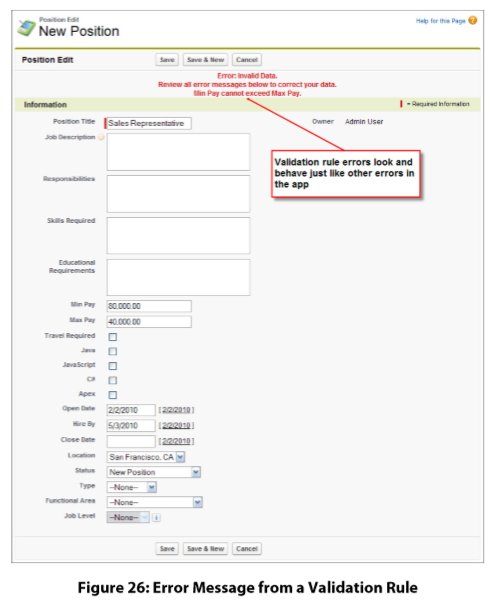 Position Edit
New Position
Help for this Page
Position Edit
Save
Save & New
Cancel
Error: Invalid Data.
Review all error messages below to correct your data.
Min Pay cannot exceed Max Pay.
Information
= Required Information
Position Title
Sales Representative
Owner
Admin User
Job Description
Validation rule errors look and
behave just like other errors in
the app
Responsibilities
Skills Required
Educational
Requirements
Min Pay
80,000.00
Max Pay
40,000.00
Travel Required
Java
JavaScript
C#
Apex
Open Date
2/2/2010
[ 2/2/2010 ]
Hire By
5/3/2010
[ 2/2/2010 ]
Close Date
[ 2/2/2010 ]
Location
San Francisco, CA
Status
New Position
Type
--None--
Functional Area
--None--
Job Level
--None--
Save
Save & New
Cancel
Figure 26: Error Message from a Validation Rule